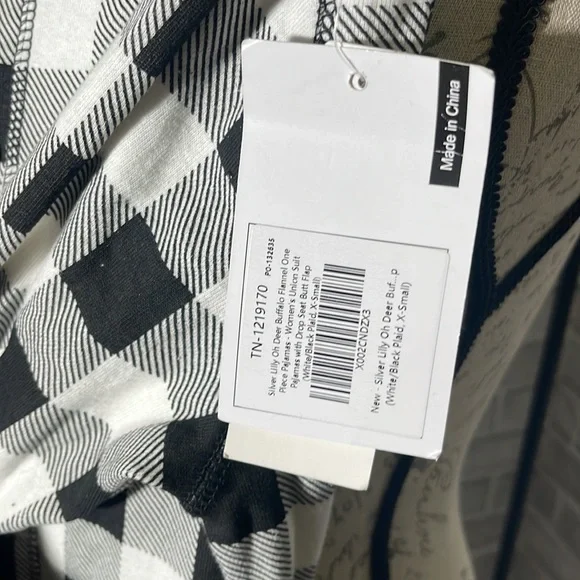 Made in China
TN-1219170 PO-132635
Silver Lilly Oh Deer Buffalo Flannel One
Piece Pajamas - Women's Union Suit
Pajamas with Drop Seat Butt Flap
(White/Black Plaid, X-Small)
X002CNDZX3
New - Silver Lilly Oh Deer Buf...p
(White/Black Plaid, X-Small)